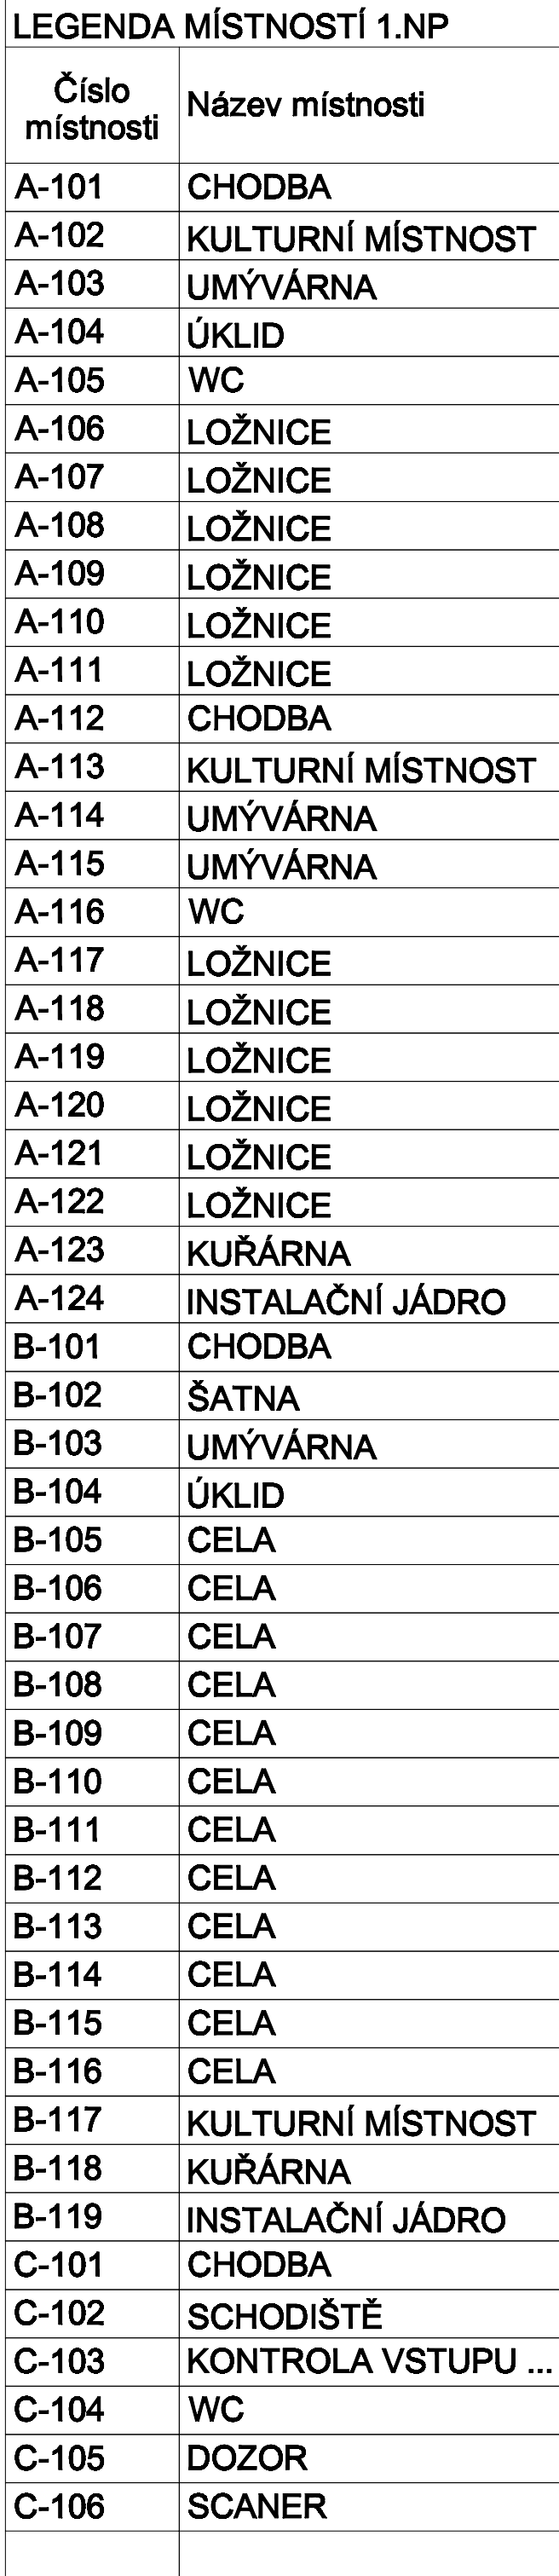 LEGENDA MÍSTNOSTÍ 1.NP
Číslo místnosti Název místnosti
A-101 CHODBA
A-102 KULTURNÍ MÍSTNOST
A-103 UMÝVÁRNA
A-104 ÚKLID
A-105 WC
A-106 LOŽNICE
A-107 LOŽNICE
A-108 LOŽNICE
A-109 LOŽNICE
A-110 LOŽNICE
A-111 LOŽNICE
A-112 CHODBA
A-113 KULTURNÍ MÍSTNOST
A-114 UMÝVÁRNA
A-115 UMÝVÁRNA
A-116 WC
A-117 LOŽNICE
A-118 LOŽNICE
A-119 LOŽNICE
A-120 LOŽNICE
A-121 LOŽNICE
A-122 LOŽNICE
A-123 KUŘÁRNA
A-124 INSTALAČNÍ JÁDRO
B-101 CHODBA
B-102 ŠATNA
B-103 UMÝVÁRNA
B-104 ÚKLID
B-105 CELA
B-106 CELA
B-107 CELA
B-108 CELA
B-109 CELA
B-110 CELA
B-111 CELA
B-112 CELA
B-113 CELA
B-114 CELA
B-115 CELA
B-116 CELA
B-117 KULTURNÍ MÍSTNOST
B-118 KUŘÁRNA
B-119 INSTALAČNÍ JÁDRO
C-101 CHODBA
C-102 SCHODIŠTĚ
C-103 KONTROLA VSTUPU ...
C-104 WC
C-105 DOZOR
C-106 SCANER